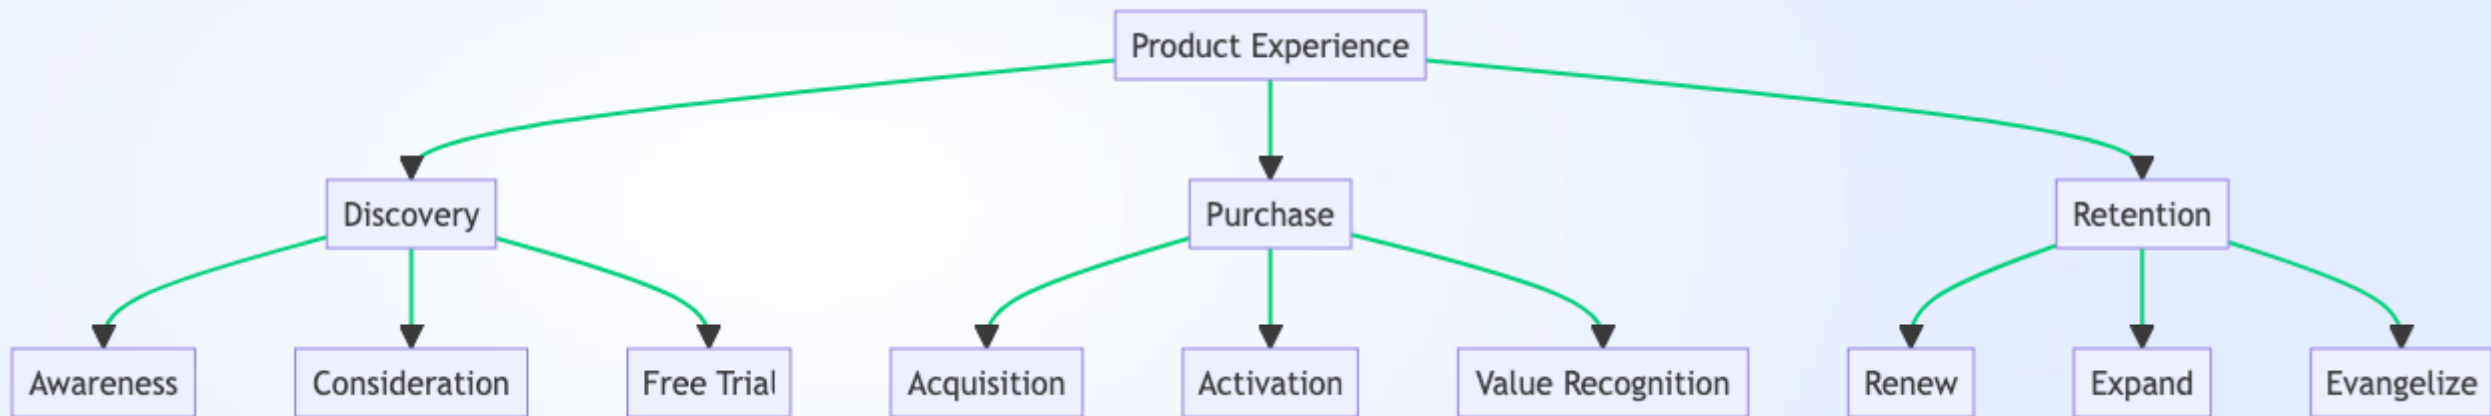 Product Experience
Discovery
Purchase
Retention
Awareness
Consideration
Free Trial
Acquisition
Activation
Value Recognition
Renew
Expand
Evangelize